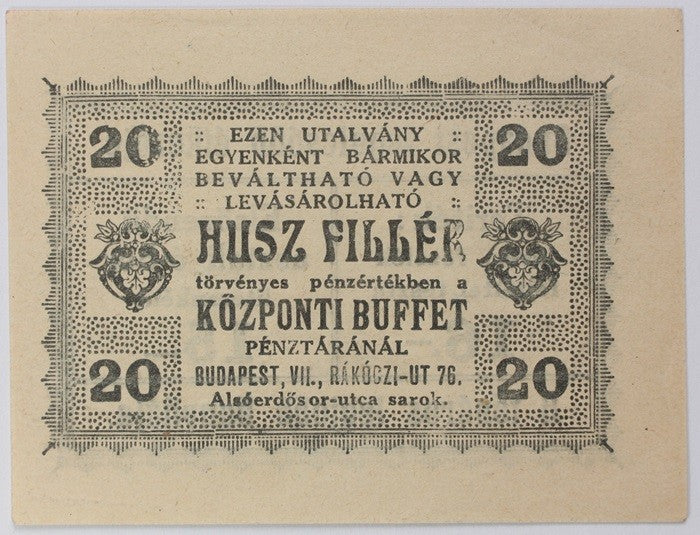 20 :: EZEN UTALVÁNY :: 20
EGYENKÉNT BÁRMIKOR
BEVÁLTHATÓ VAGY
:: LEVÁSÁROLHATÓ ::
HUSZ FILLÉR
törvényes pénzértékben a
KÖZPONTI BUFFET
PÉNZTÁRÁNÁL
20 BUDAPEST, VII., RÁKÓCZI-UT 76. 20
Alsóerdősor-utca sarok.